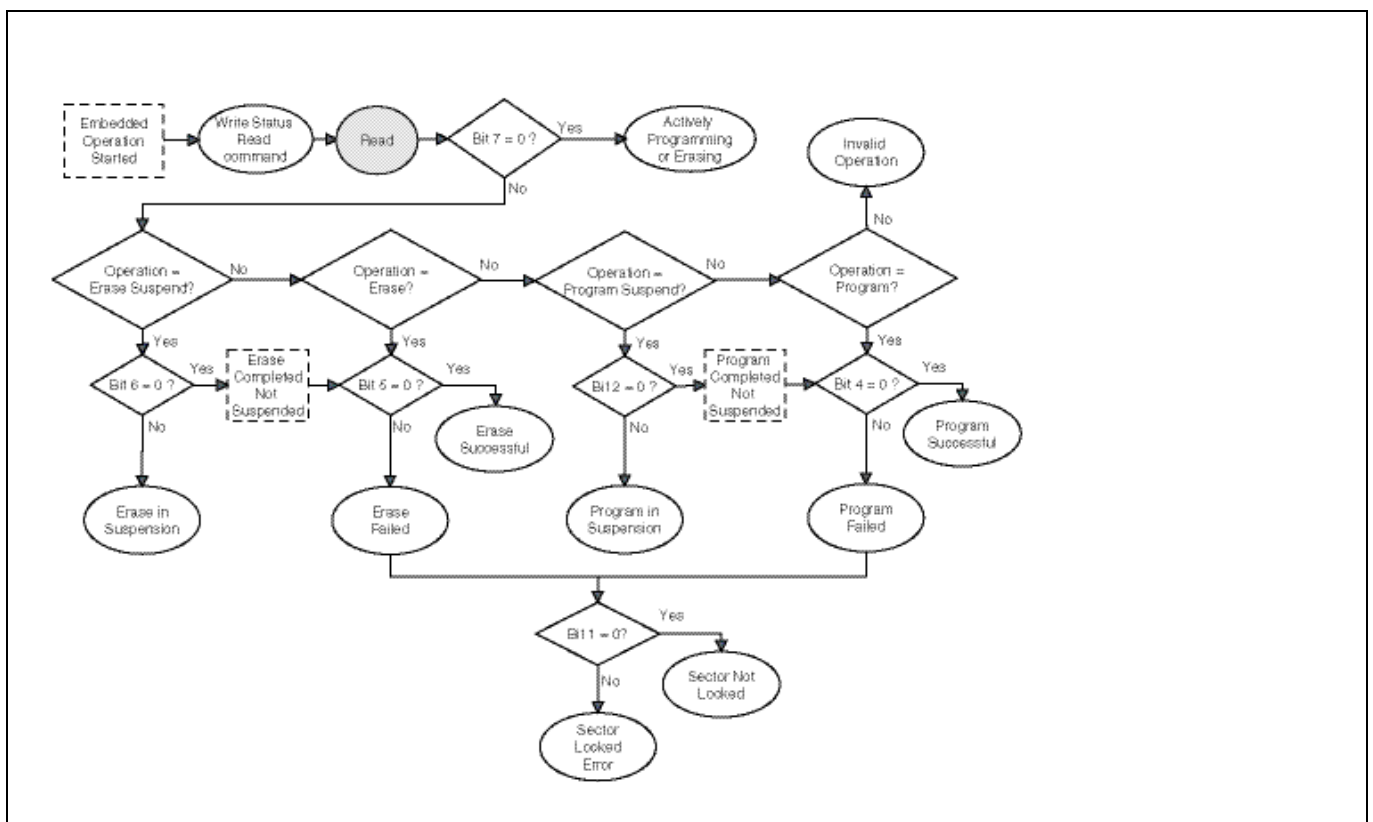 Embedded
Operation
Started
Write Status
Read
command
Read
Bit 7 = 0 ?
Yes
Actively
Programming
or Erasing
Invalid
Operation
No
No
Operation =
Erase Suspend?
No
Operation =
Erase?
No
Operation =
Program Suspend?
No
Operation =
Program?
Yes
Yes
Yes
Yes
Bit 6 = 0 ?
Yes
Erase
Completed
Not
Suspended
Bit 5 = 0 ?
Yes
Bit2 = 0 ?
Yes
Program
Completed
Not
Suspended
Bit 4 = 0 ?
Yes
No
No
Erase
Successful
No
No
Program
Successful
Erase in
Suspension
Erase
Failed
Program in
Suspension
Program
Failed
Bit1 = 0?
Yes
No
Sector Not
Locked
Sector
Locked
Error